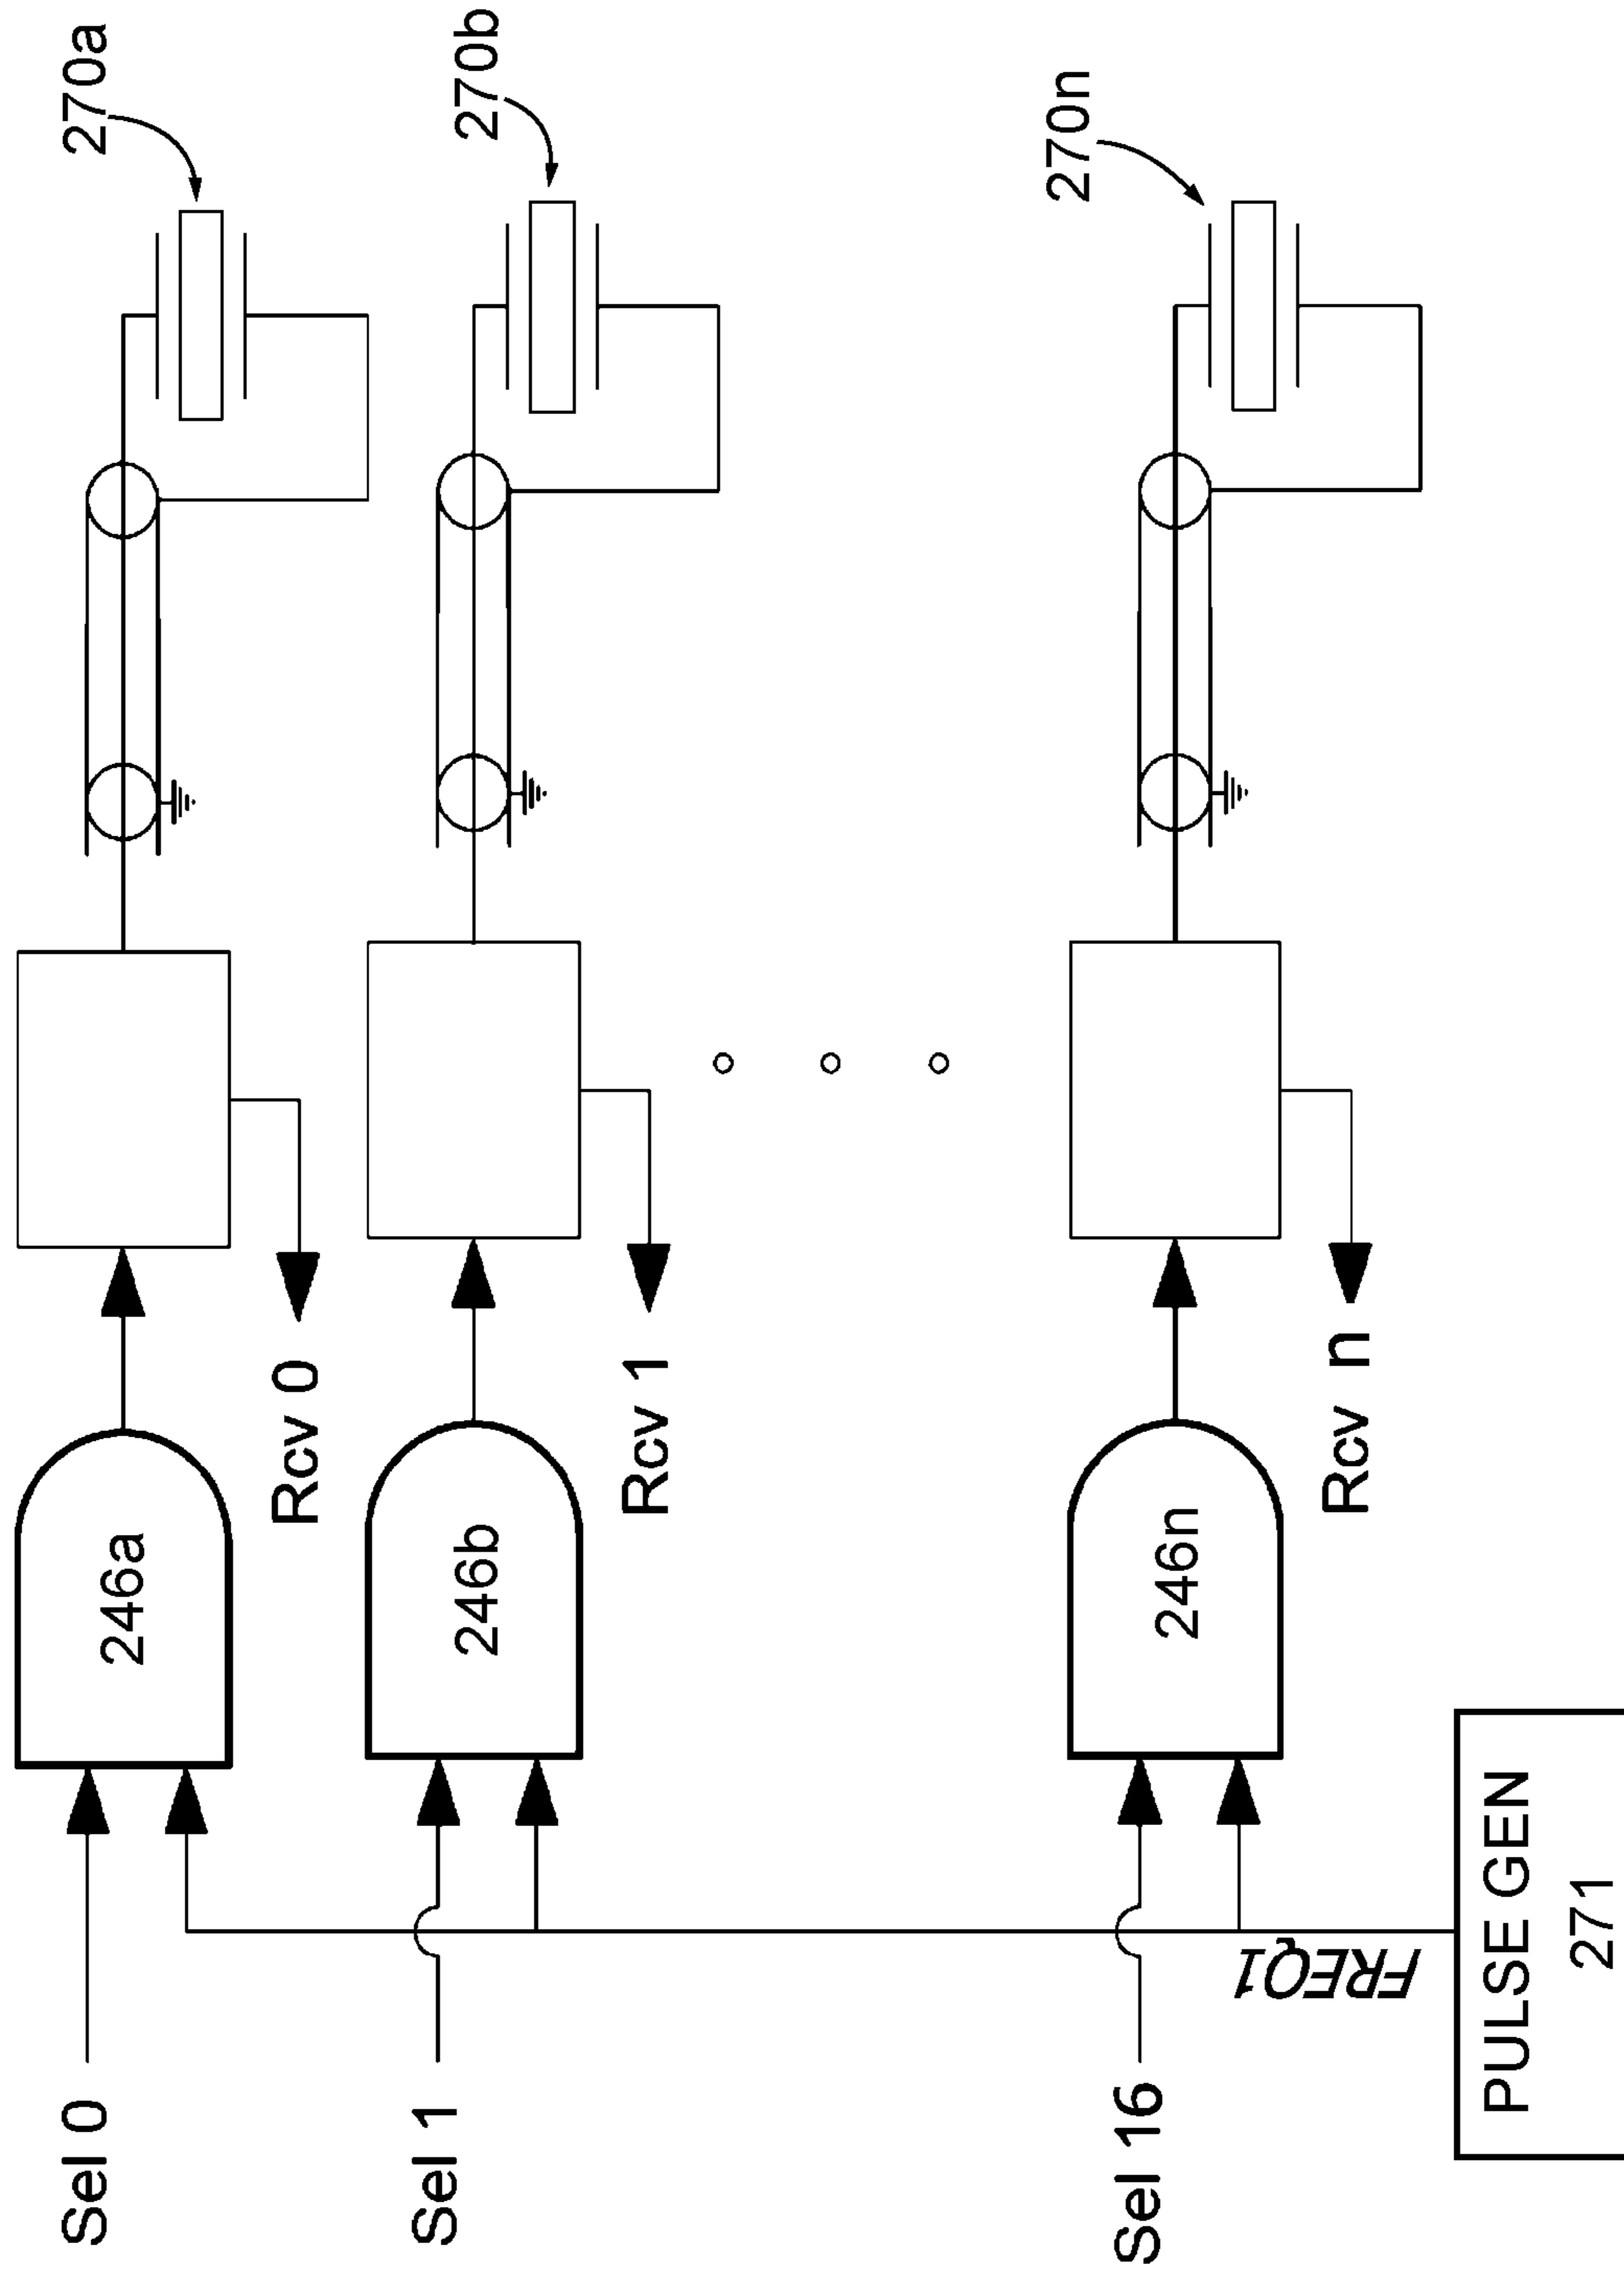 270a
Sel 0
246a
Rcv 0
270b
Sel 1
246b
Rcv 1
270n
Sel 16
246n
Rcv n
FREQ1
PULSE GEN
271